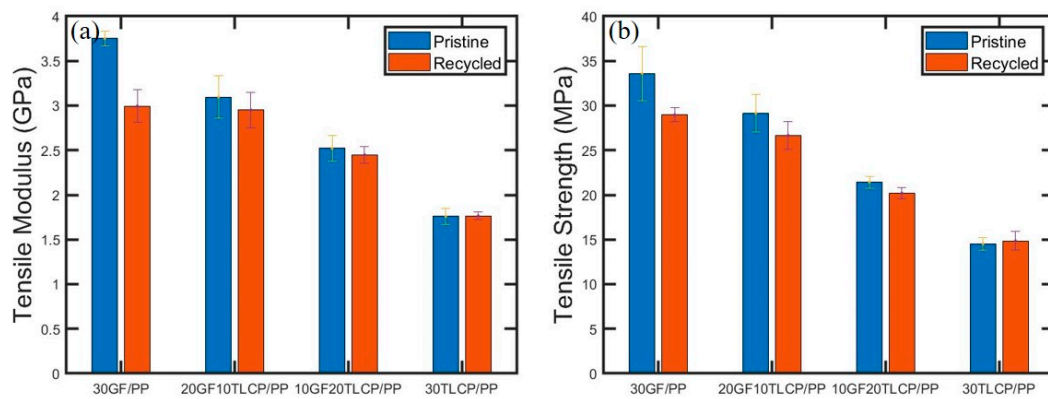 (a)
Tensile Modulus (GPa)
4
3.5
3
2.5
2
1.5
1
0.5
0
Pristine
Recycled
30GF/PP 20GF10TLCP/PP 10GF20TLCP/PP 30TLCP/PP
(b)
Tensile Strength (MPa)
40
35
30
25
20
15
10
5
0
Pristine
Recycled
30GF/PP 20GF10TLCP/PP 10GF20TLCP/PP 30TLCP/PP